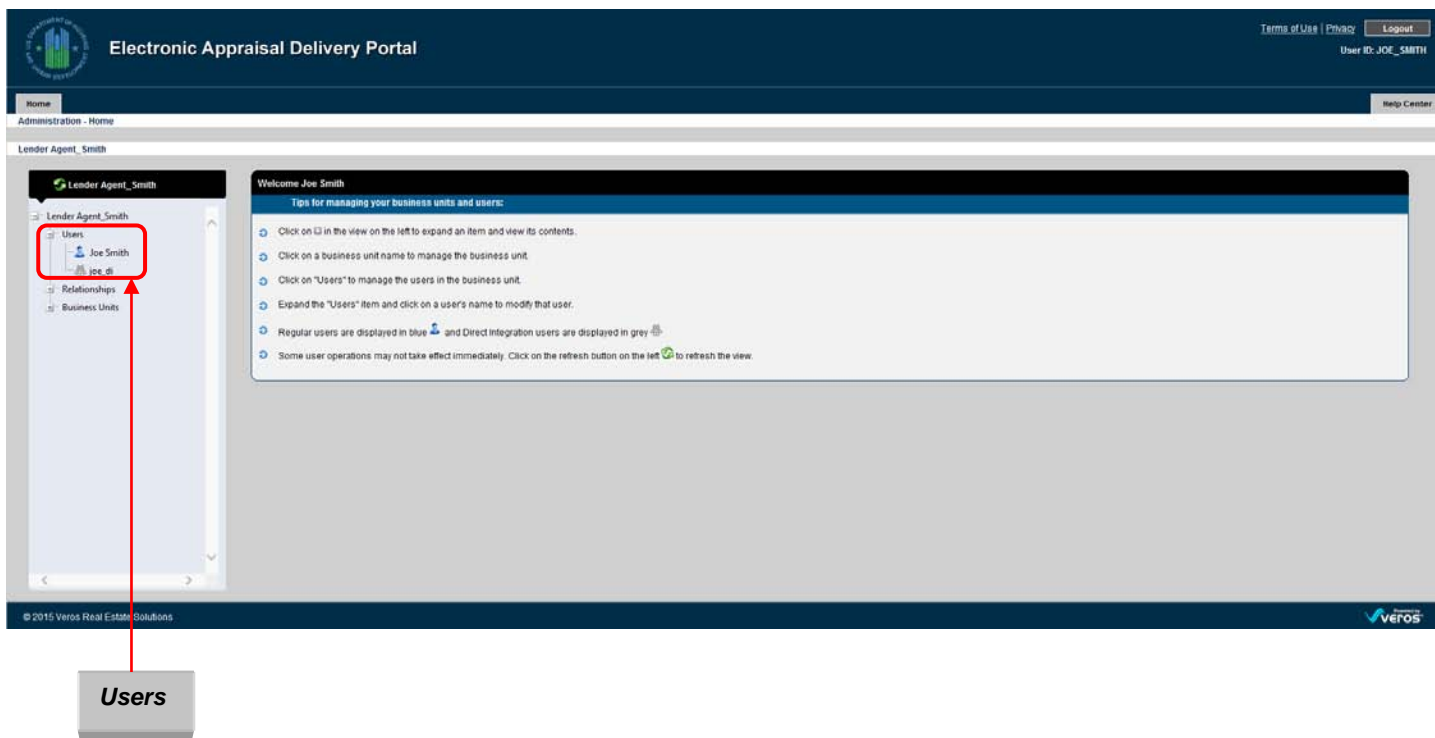 Terms of Use | Privacy Logout
Electronic Appraisal Delivery Portal
User ID: JOE_SMITH
Home Help Center
Administration - Home
Lender Agent_Smith
Lender Agent_Smith
Welcome Joe Smith
Tips for managing your business units and users:
Lender Agent_Smith
Users
Joe Smith
joe_di
Relationships
Business Units
Click on in the view on the left to expand an item and view its contents.
Click on a business unit name to manage the business unit.
Click on "Users" to manage the users in the business unit.
Expand the "Users" item and click on a user's name to modify that user.
Regular users are displayed in blue and Direct Integration users are displayed in grey
Some user operations may not take effect immediately. Click on the refresh button on the left to refresh the view.
© 2015 Veros Real Estate Solutions
Powered by
veros
Users